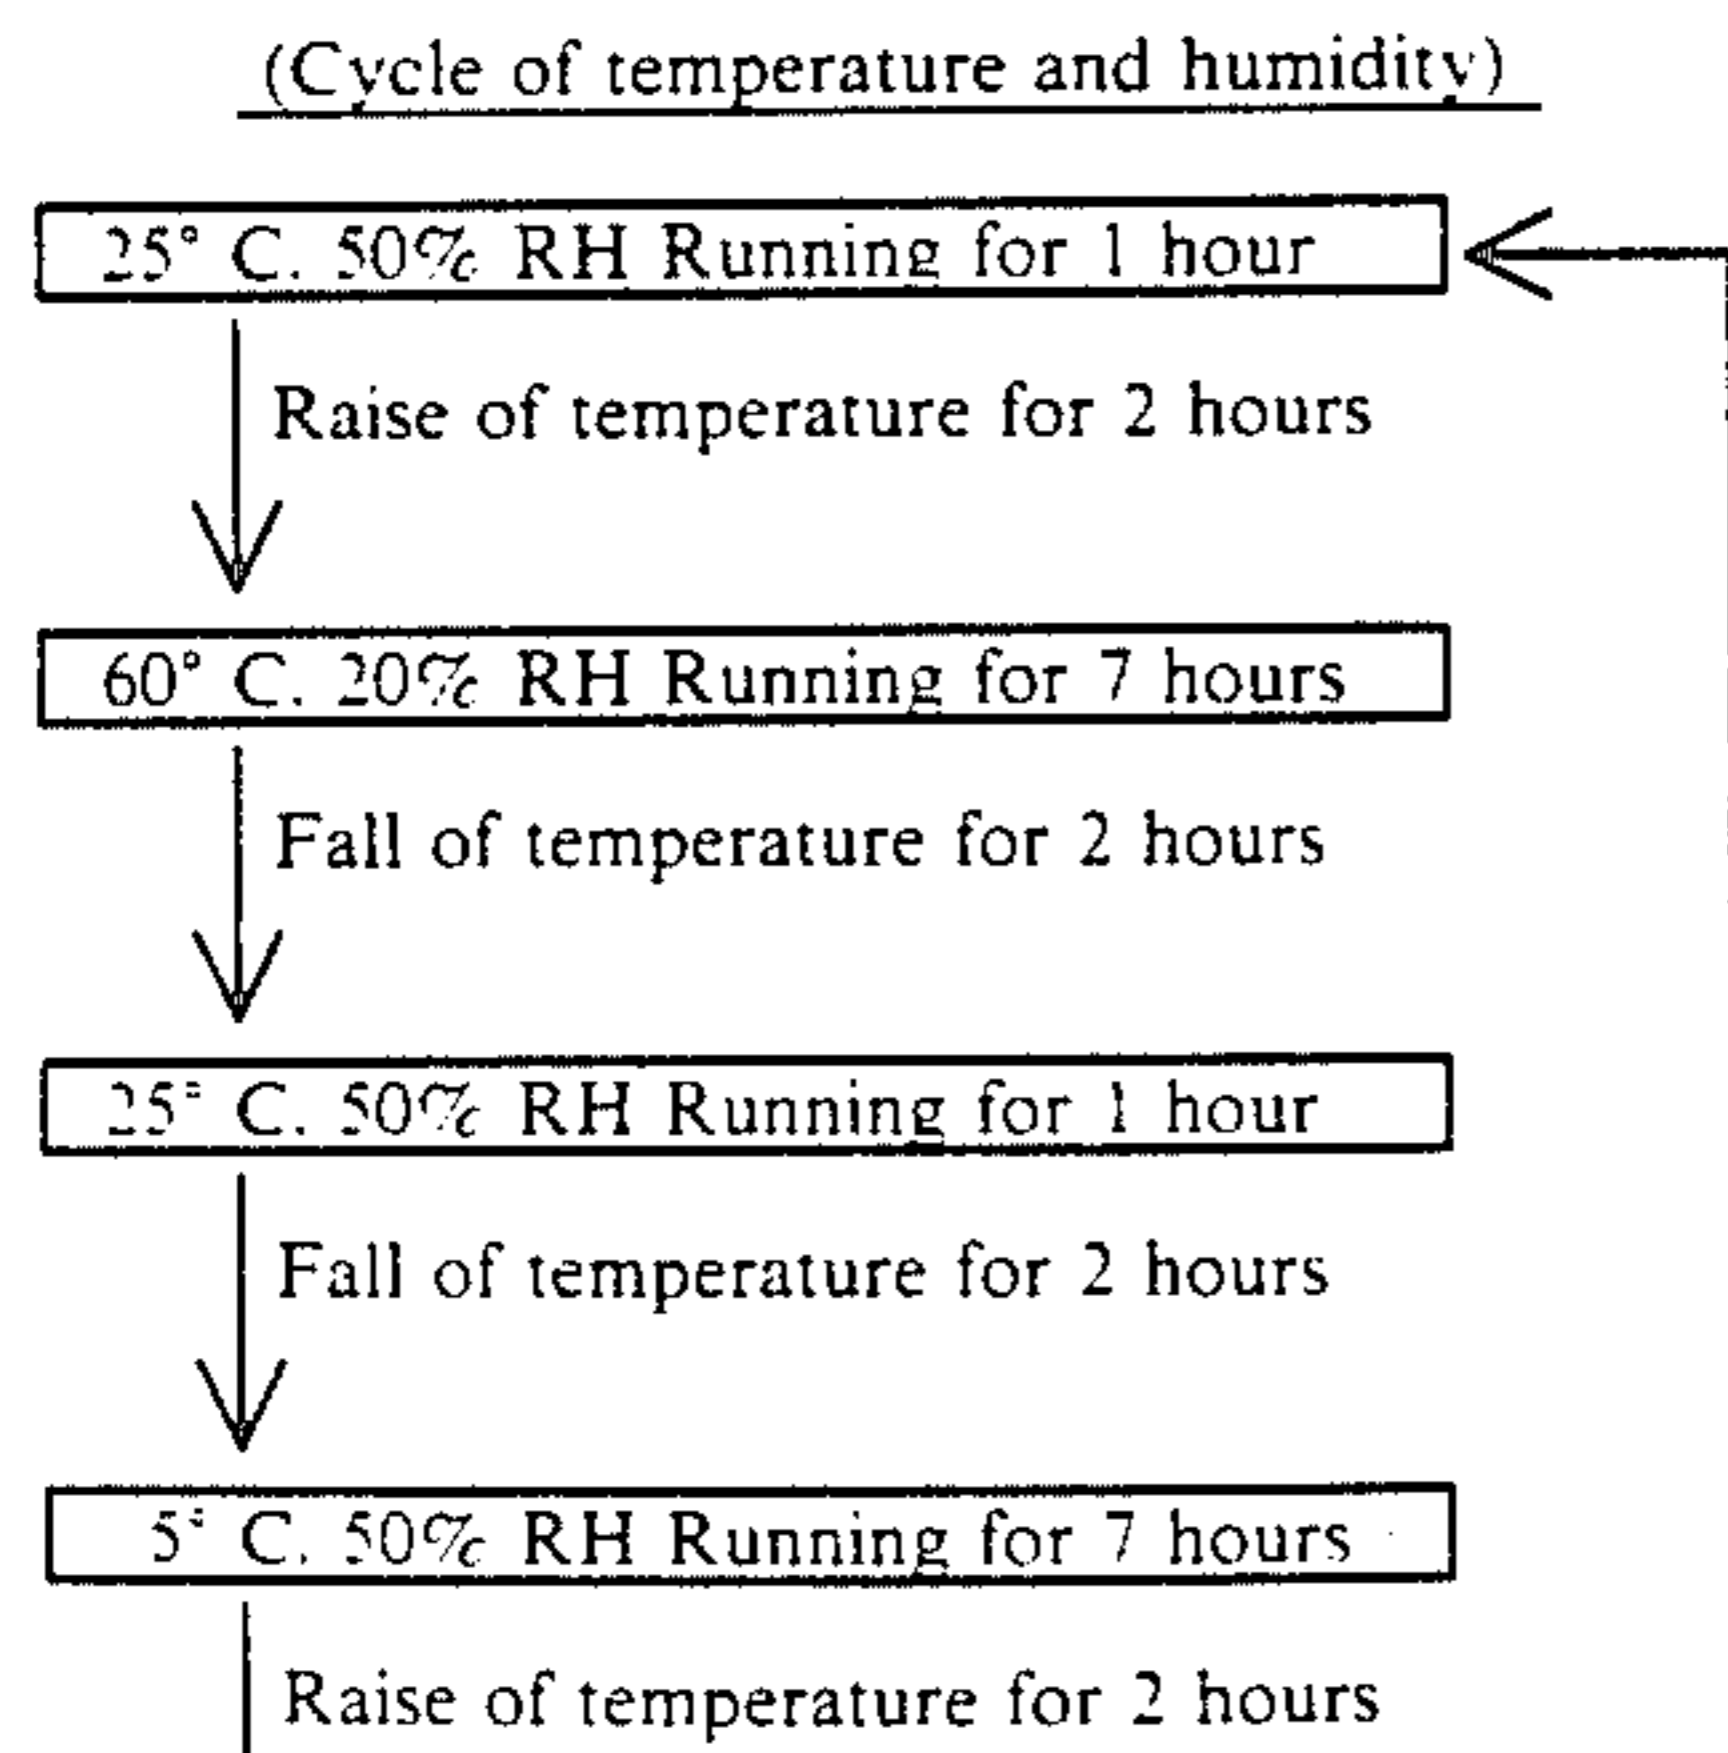 (Cycle of temperature and humidity)
25° C. 50% RH Running for 1 hour
Raise of temperature for 2 hours
60° C. 20% RH Running for 7 hours
Fall of temperature for 2 hours
25° C. 50% RH Running for 1 hour
Fall of temperature for 2 hours
5° C. 50% RH Running for 7 hours
Raise of temperature for 2 hours